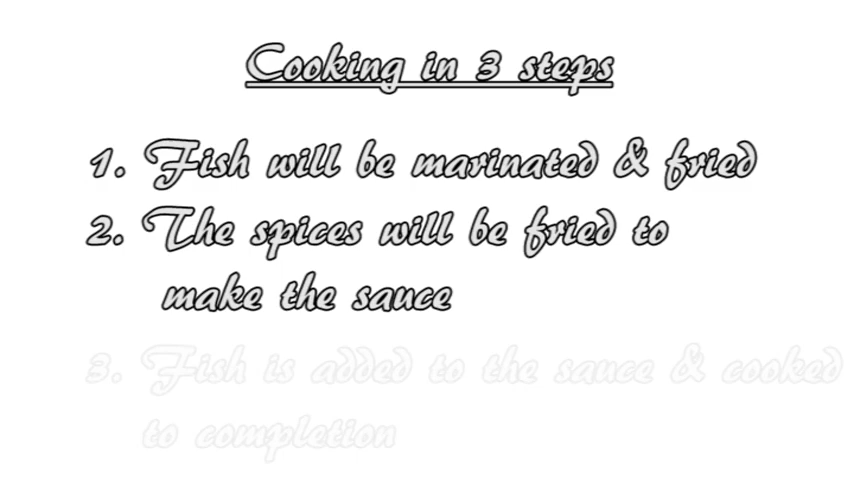 Cooking in 3 steps
1. Fish will be marinated & fried
2. The spices will be fried to
make the sauce
3. Fish is added to the sauce & cooked
to completion